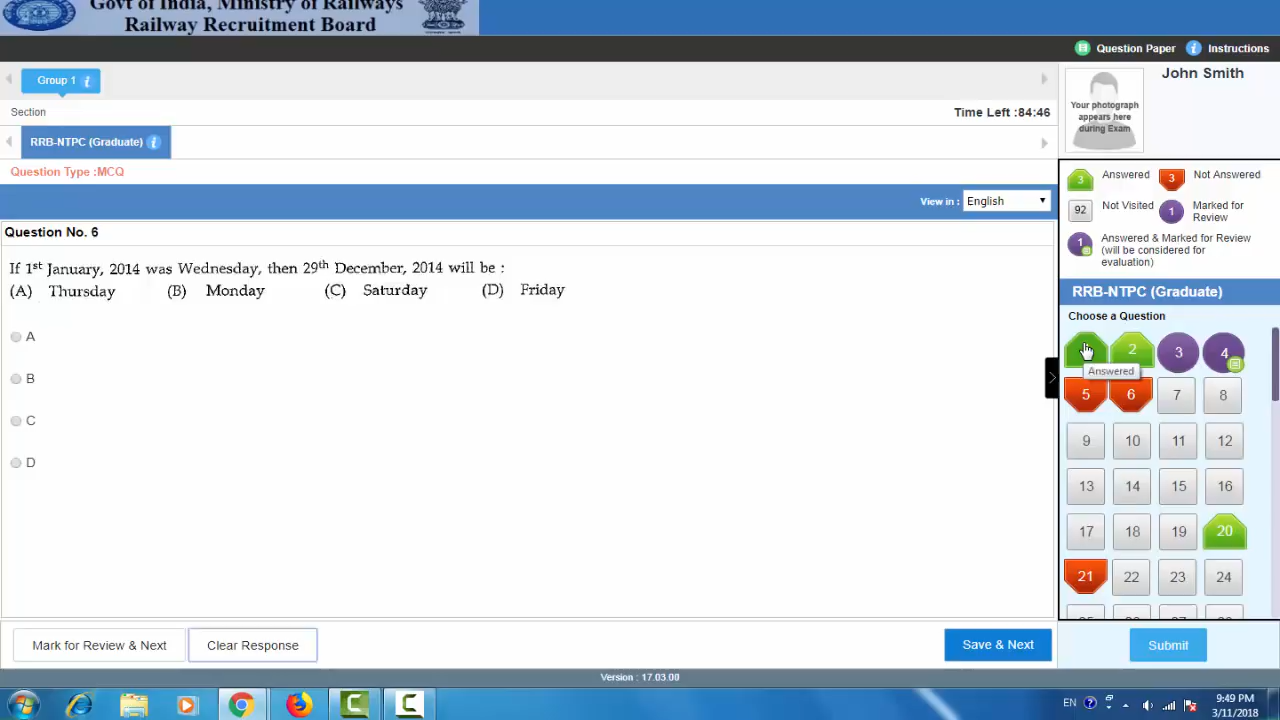 Govt of India, Ministry of Railways
Railway Recruitment Board
Question Paper
Instructions
Group 1
John Smith
Your photograph
appears here
during Exam
Section
Time Left :84:46
RRB-NTPC (Graduate)
Question Type :MCQ
View in :
English
Question No. 6
If 1st January, 2014 was Wednesday, then 29th December, 2014 will be :
(A) Thursday (B) Monday (C) Saturday (D) Friday
A
B
C
D
3 Answered 3 Not Answered
92 Not Visited 1 Marked for
Review
1 Answered & Marked for Review
(will be considered for
evaluation)
RRB-NTPC (Graduate)
Choose a Question
2 3 4
Answered
5 6 7 8
9 10 11 12
13 14 15 16
17 18 19 20
21 22 23 24
Mark for Review & Next
Clear Response
Save & Next
Submit
Version : 17.03.00
EN
9:49 PM
3/11/2018